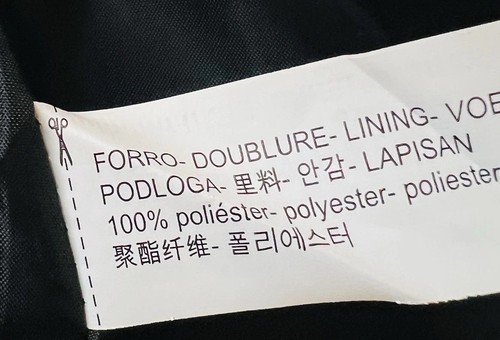 FORRO- DOUBLURE- LINING- VOE
PODLOGA- 里料- 안감- LAPISAN
100% poliéster- polyester- poliester
聚酯纤维- 폴리에스터